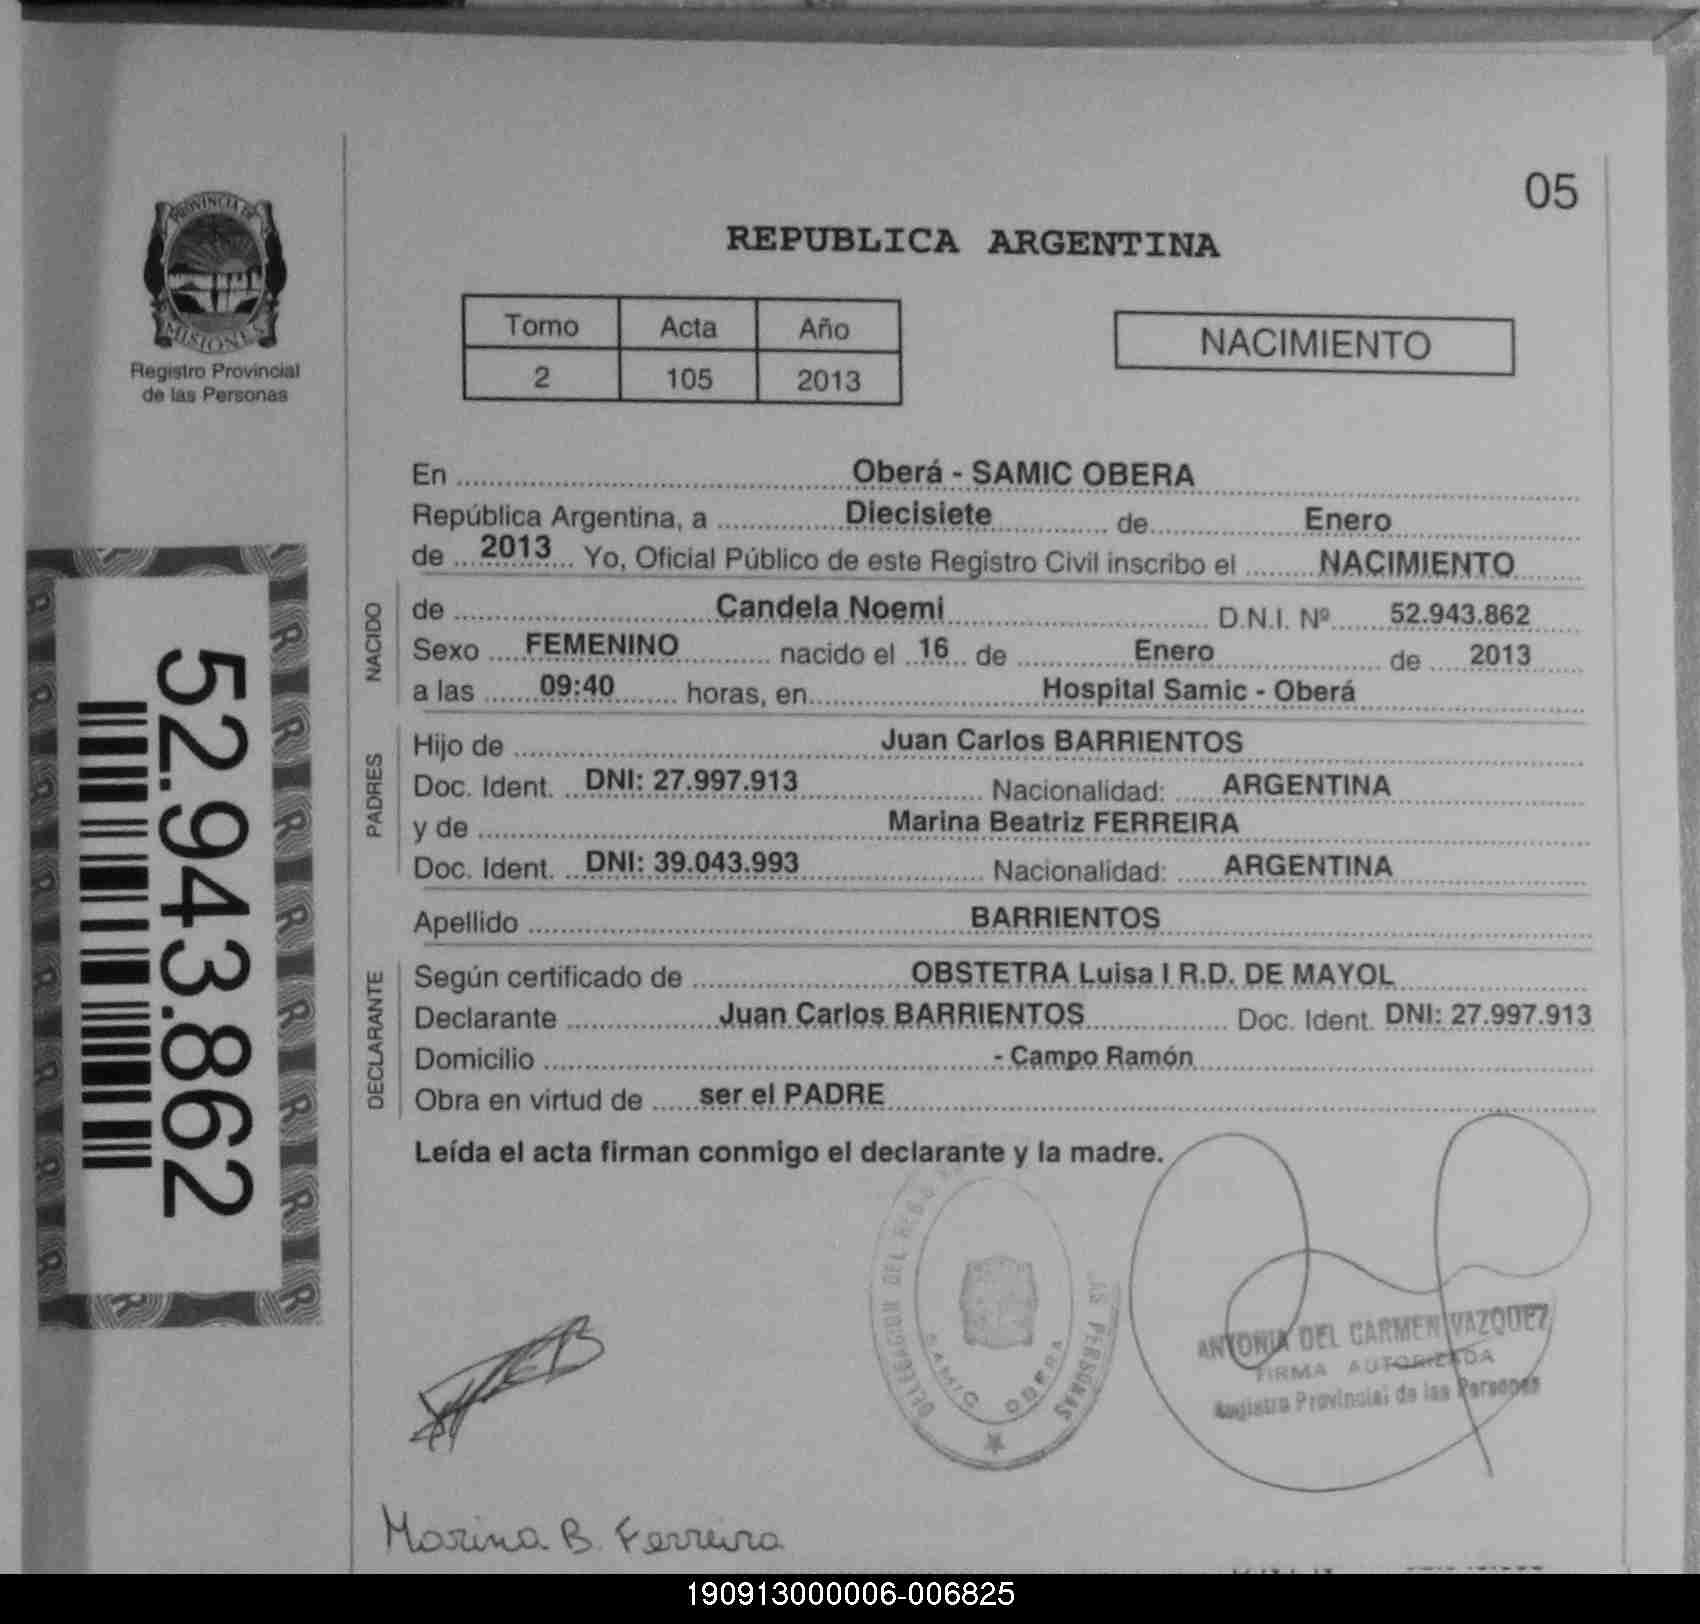 05
PROVINCIA DE
MISIONES
Registro Provincial
de las Personas
REPUBLICA ARGENTINA
Tomo Acta Año
2 105 2013
NACIMIENTO
En Oberá - SAMIC OBERA
República Argentina, a Diecisiete de Enero
de 2013 Yo, Oficial Público de este Registro Civil inscribo el NACIMIENTO
NACIDO
de Candela Noemi D.N.I. Nº 52.943.862
Sexo FEMENINO nacido el 16 de Enero de 2013
a las 09:40 horas, en Hospital Samic - Oberá
PADRES
Hijo de Juan Carlos BARRIENTOS
Doc. Ident. DNI: 27.997.913 Nacionalidad: ARGENTINA
y de Marina Beatriz FERREIRA
Doc. Ident. DNI: 39.043.993 Nacionalidad: ARGENTINA
Apellido BARRIENTOS
DECLARANTE
Según certificado de OBSTETRA Luisa I R.D. DE MAYOL
Declarante Juan Carlos BARRIENTOS Doc. Ident. DNI: 27.997.913
Domicilio - Campo Ramón
Obra en virtud de ser el PADRE
Leída el acta firman conmigo el declarante y la madre.
52.943.862
DELEGACION DEL REG. AS PERSONAS
SAMIC OBERA
ANTONIA DEL CARMEN VAZQUEZ
FIRMA AUTORIZADA
Registro Provincial de las Personas
Marina B. Ferreira
190913000006-006825